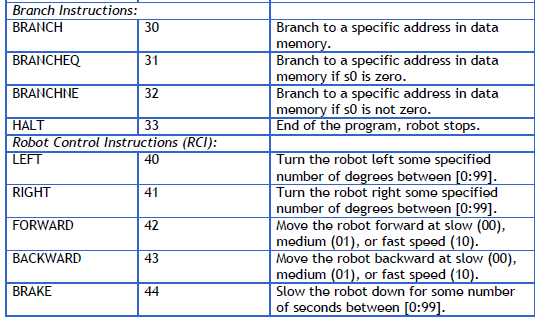 Branch Instructions:
BRANCH 30 Branch to a specific address in data
memory.
BRANCHEQ 31 Branch to a specific address in data
memory if s0 is zero.
BRANCHNE 32 Branch to a specific address in data
memory if s0 is not zero.
HALT 33 End of the program, robot stops.
Robot Control Instructions (RCI):
LEFT 40 Turn the robot left some specified
number of degrees between [0:99].
RIGHT 41 Turn the robot right some specified
number of degrees between [0:99].
FORWARD 42 Move the robot forward at slow (00),
medium (01), or fast speed (10).
BACKWARD 43 Move the robot backward at slow (00),
medium (01), or fast speed (10).
BRAKE 44 Slow the robot down for some number
of seconds between [0:99].